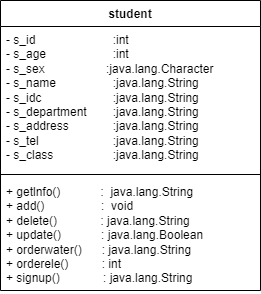 student
- s_id :int
- s_age :int
- s_sex :java.lang.Character
- s_name :java.lang.String
- s_idc :java.lang.String
- s_department :java.lang.String
- s_address :java.lang.String
- s_tel :java.lang.String
- s_class :java.lang.String
+ getInfo() : java.lang.String
+ add() : void
+ delete() : java.lang.String
+ update() : java.lang.Boolean
+ orderwater() : java.lang.String
+ orderele() : int
+ signup() : java.lang.String